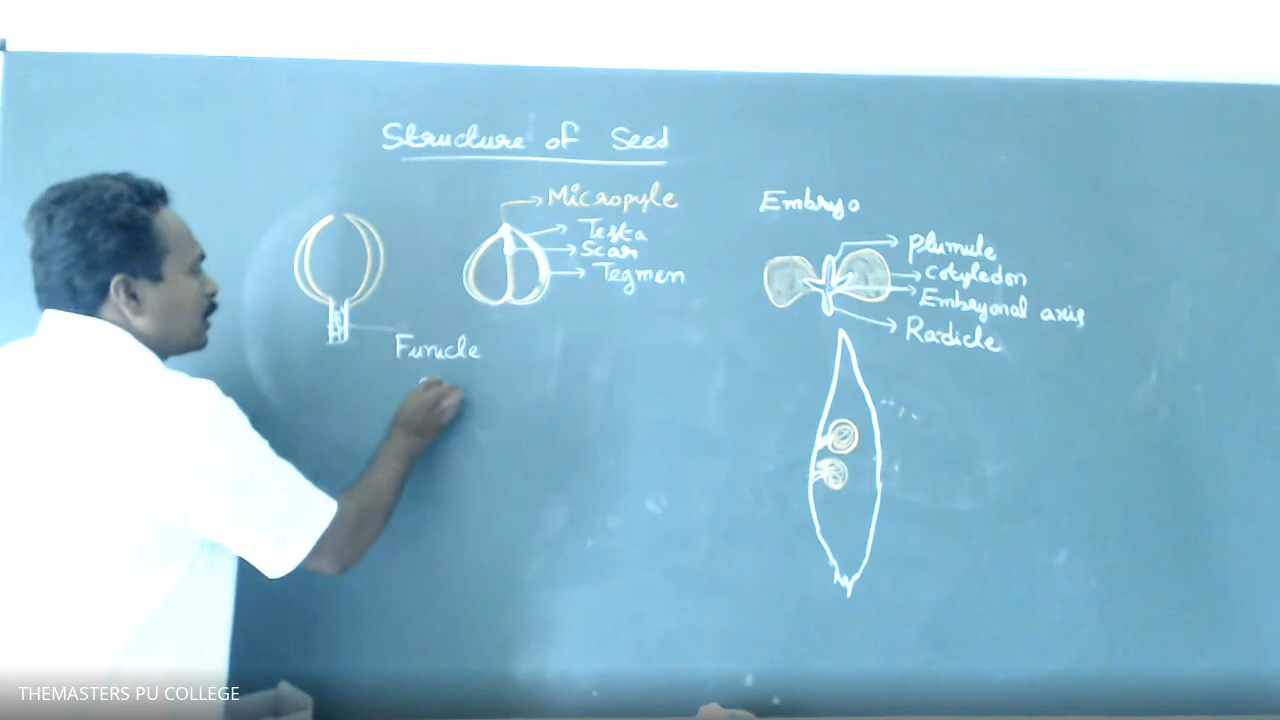 Structure of Seed
Micropyle
Testa
Scar
Tegmen
Funicle
Embryo
plumule
cotyledon
Embryonal axis
Radicle
THEMASTERS PU COLLEGE